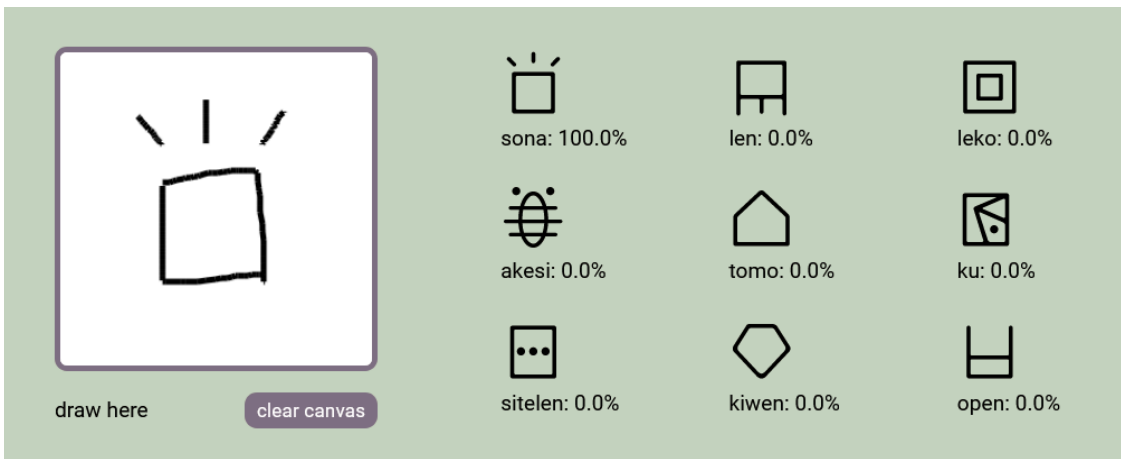 sona: 100.0% len: 0.0% leko: 0.0%
akesi: 0.0% tomo: 0.0% ku: 0.0%
sitelen: 0.0% kiwen: 0.0% open: 0.0%
draw here clear canvas